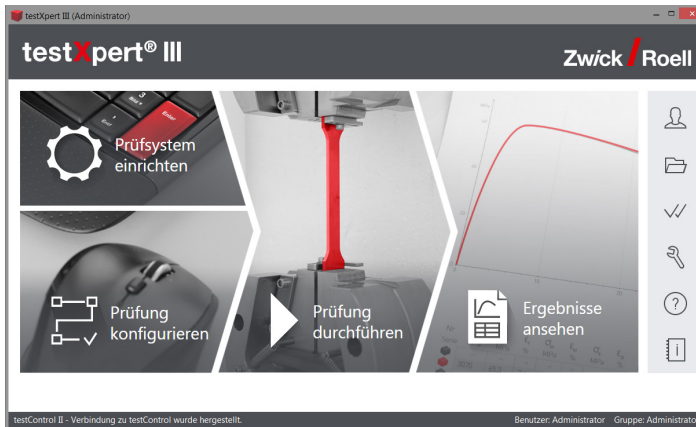 testXpert III (Administrator)
testXpert® III
Zwick / Roell
Enter
Prüfsystem
einrichten
Prüfung
konfigurieren
Prüfung
durchführen
Ergebnisse
ansehen
testControl II - Verbindung zu testControl wurde hergestellt.
Benutzer: Administrator Gruppe: Administrator